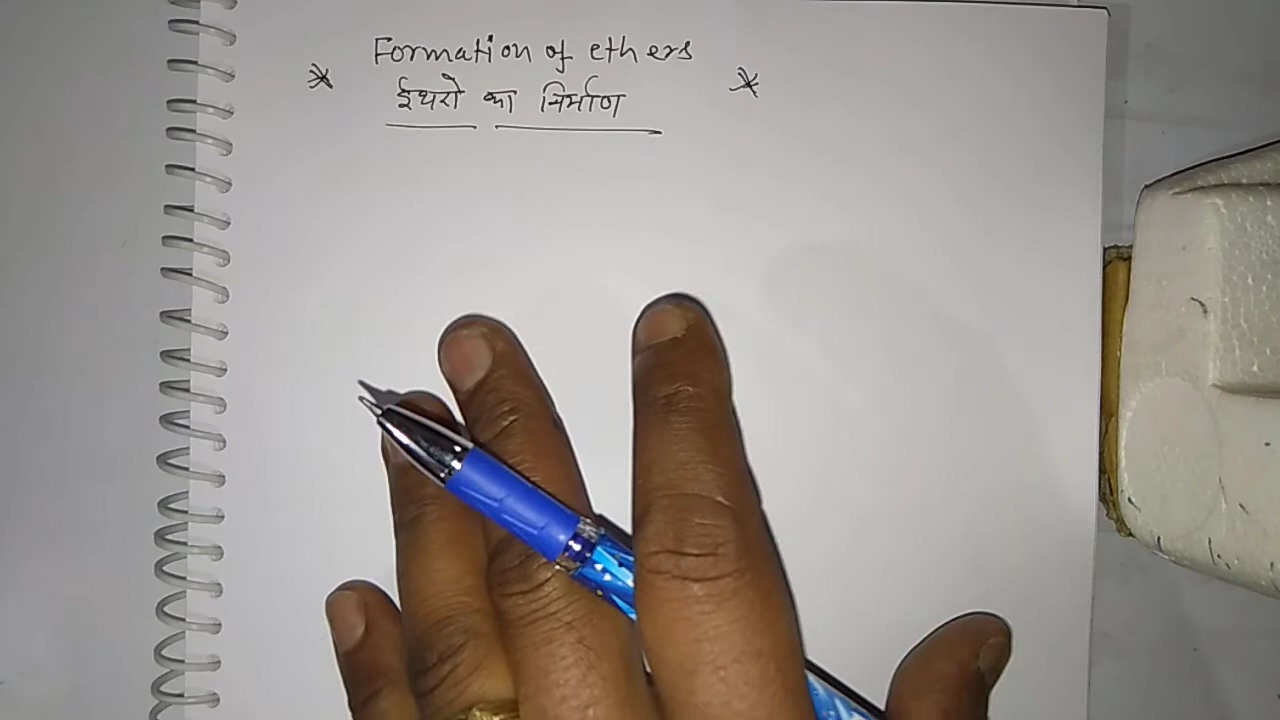 Formation of ethers
* ईथरो का निर्माण *